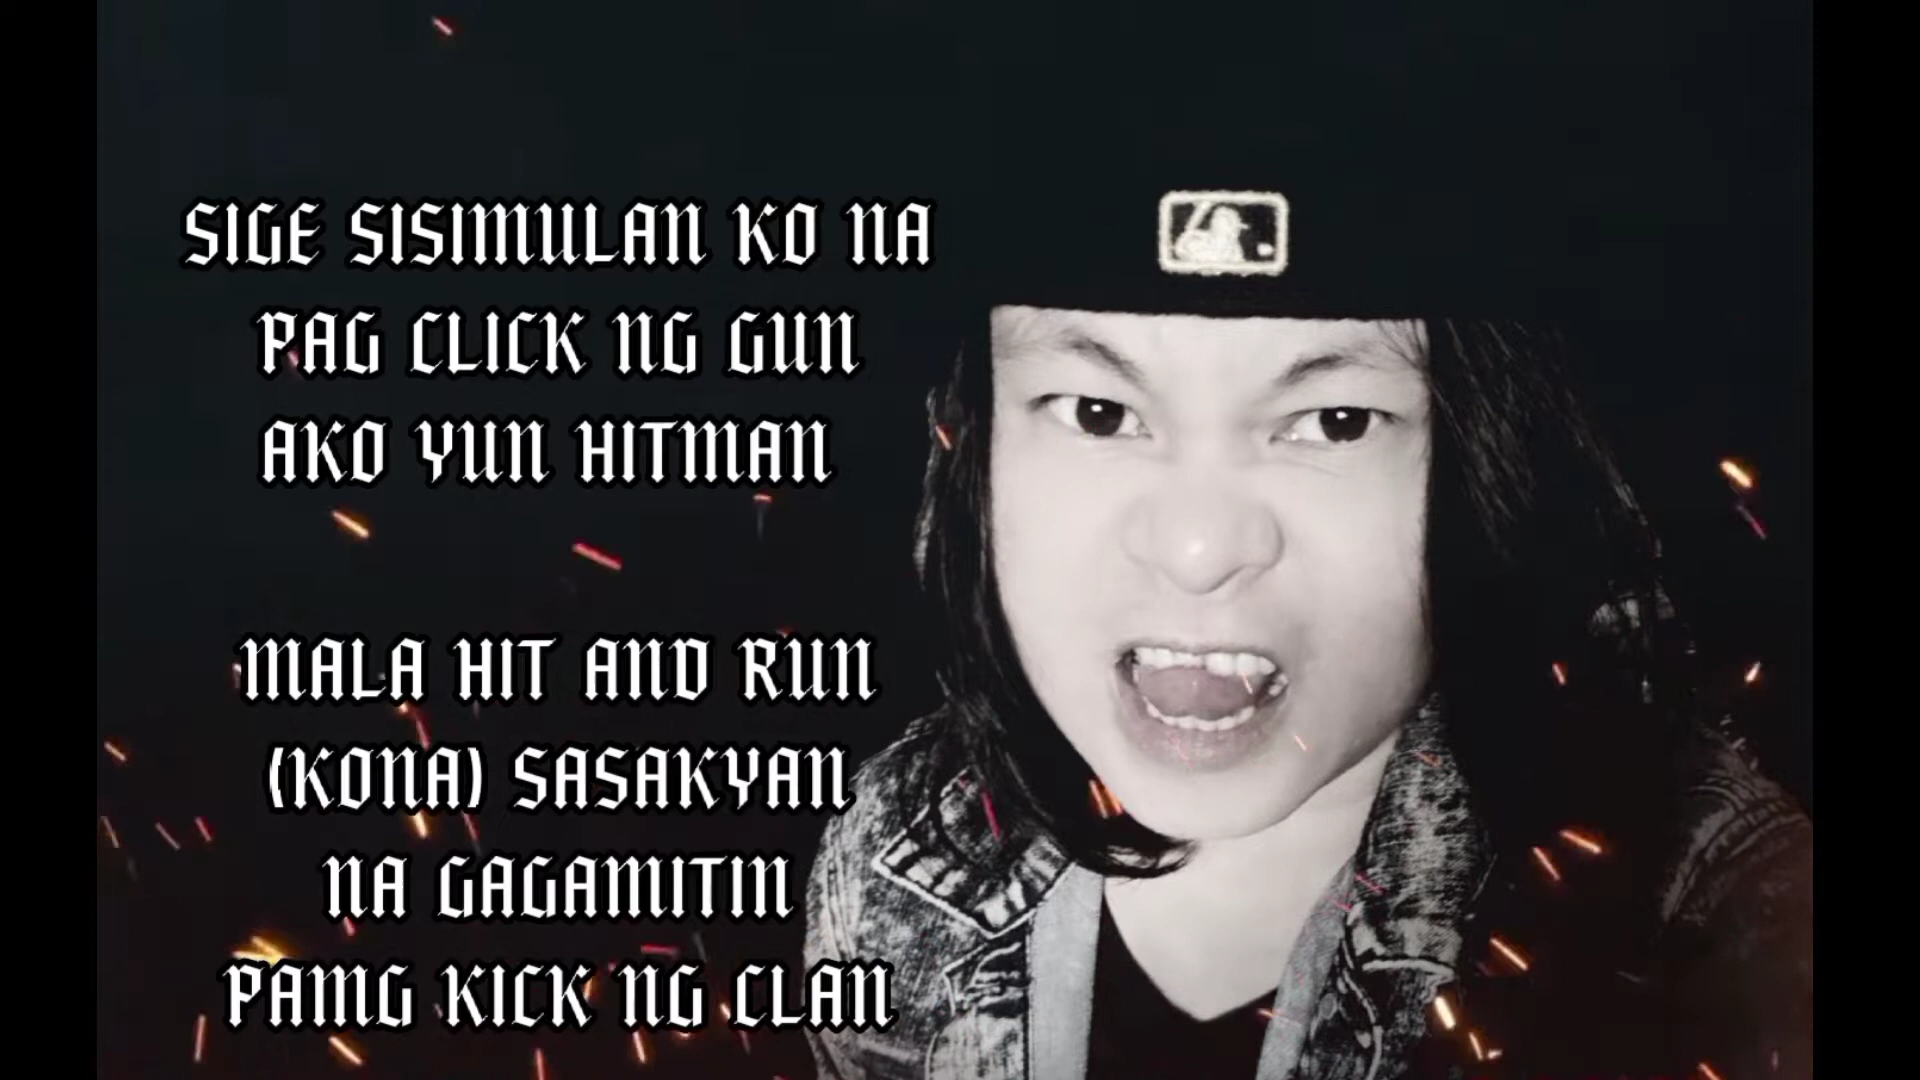 SIGE SISIMULAN KO NA
PAG CLICK NG GUN
AKO YUN HITMAN
MALA HIT AND RUN
(KONA) SASAKYAN
NA GAGAMITIN
PAMG KICK NG CLAN